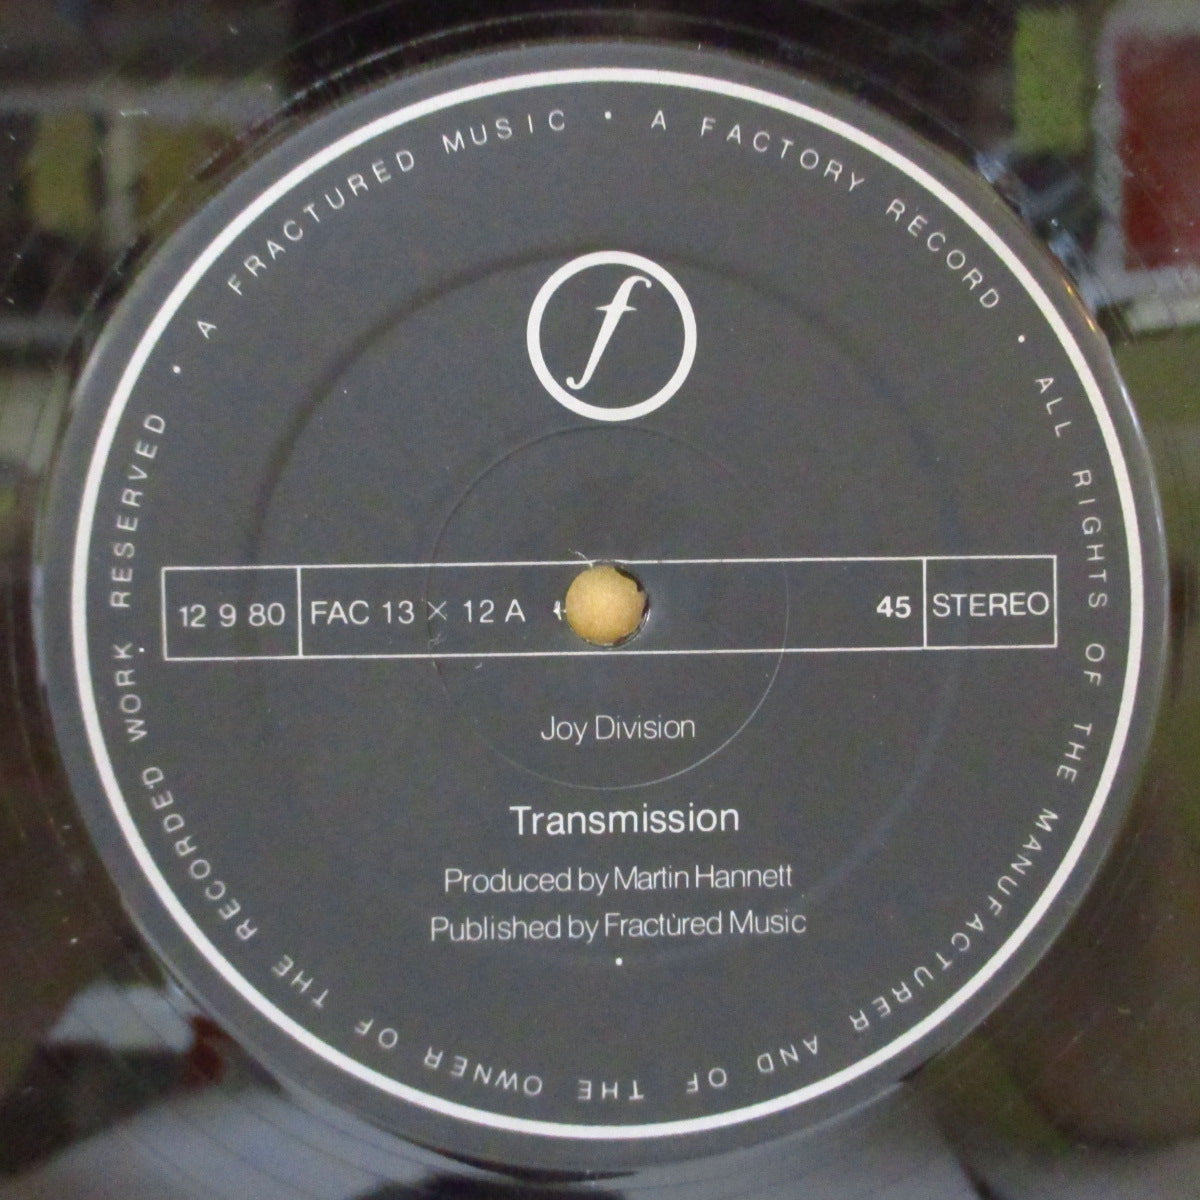 A FRACTURED MUSIC · A FACTORY RECORD · ALL RIGHTS OF THE MANUFACTURER AND OF THE OWNER OF THE RECORDED WORK RESERVED ·
f
12 9 80 FAC 13 × 12 A 45 STEREO
Joy Division
Transmission
Produced by Martin Hannett
Published by Fractured Music